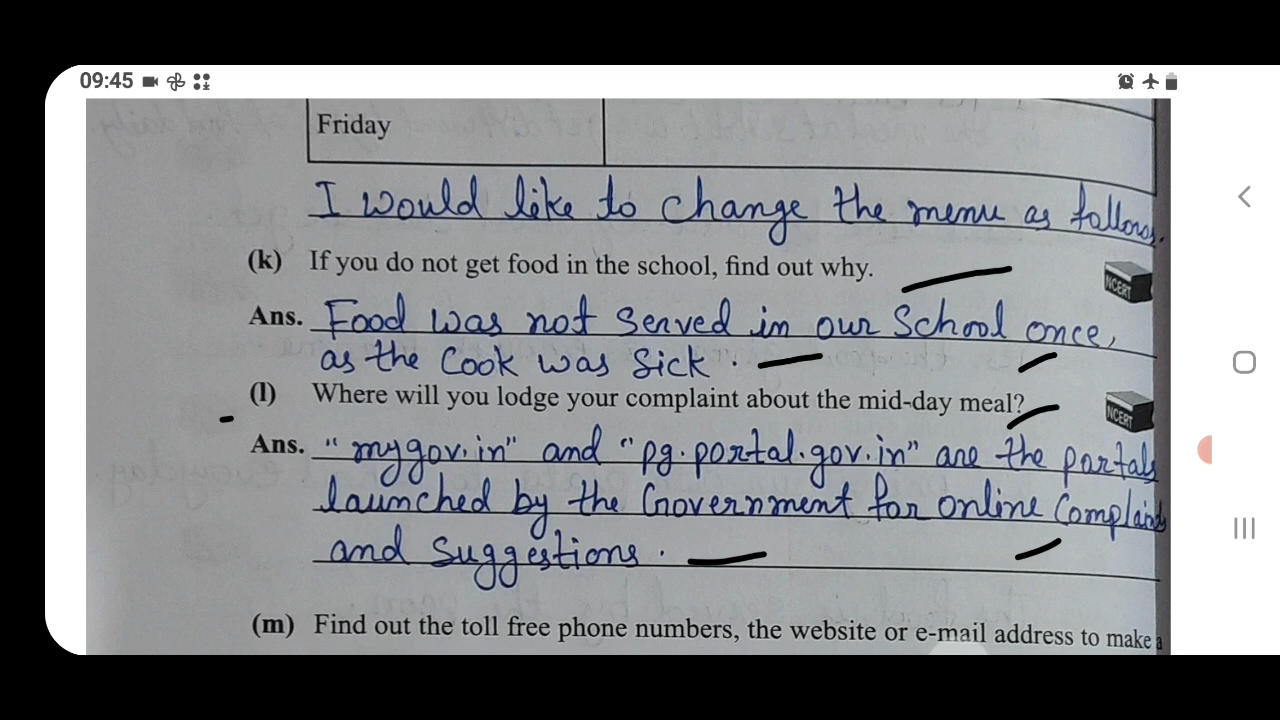 09:45
Friday
I would like to change the menu as follows.
(k) If you do not get food in the school, find out why.
NCERT
Ans. Food was not served in our School once,
as the Cook was Sick.
(l) Where will you lodge your complaint about the mid-day meal?
NCERT
Ans. "mygov.in" and "pg.portal.gov.in" are the portals
launched by the Government for online Complaints
and suggestions.
(m) Find out the toll free phone numbers, the website or e-mail address to make a